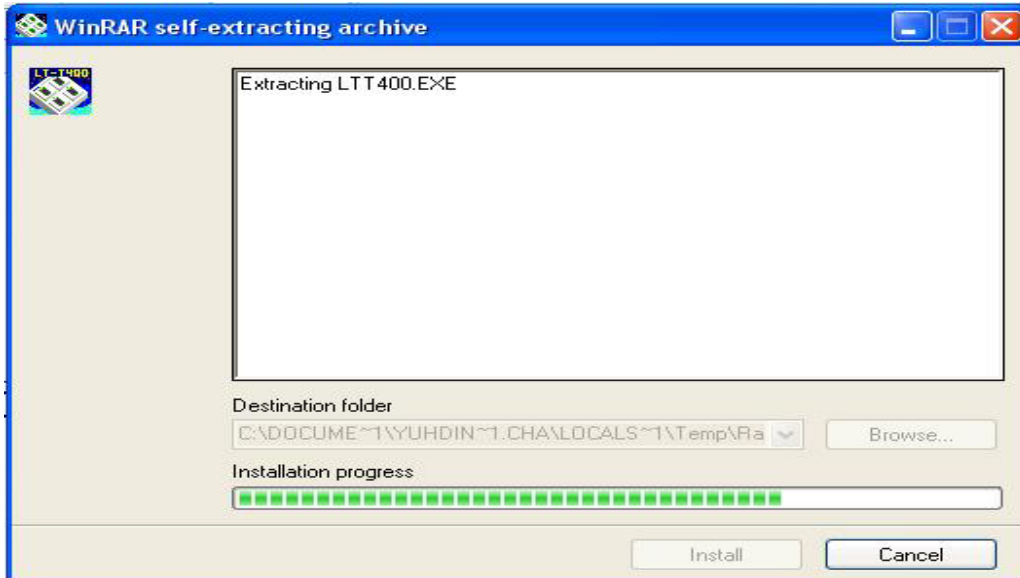 WinRAR self-extracting archive
LT-T400
Extracting LTT400.EXE
Destination folder
C:\DOCUME~1\YUHDIN~1.CHA\LOCALS~1\Temp\Ra
Browse...
Installation progress
Install
Cancel